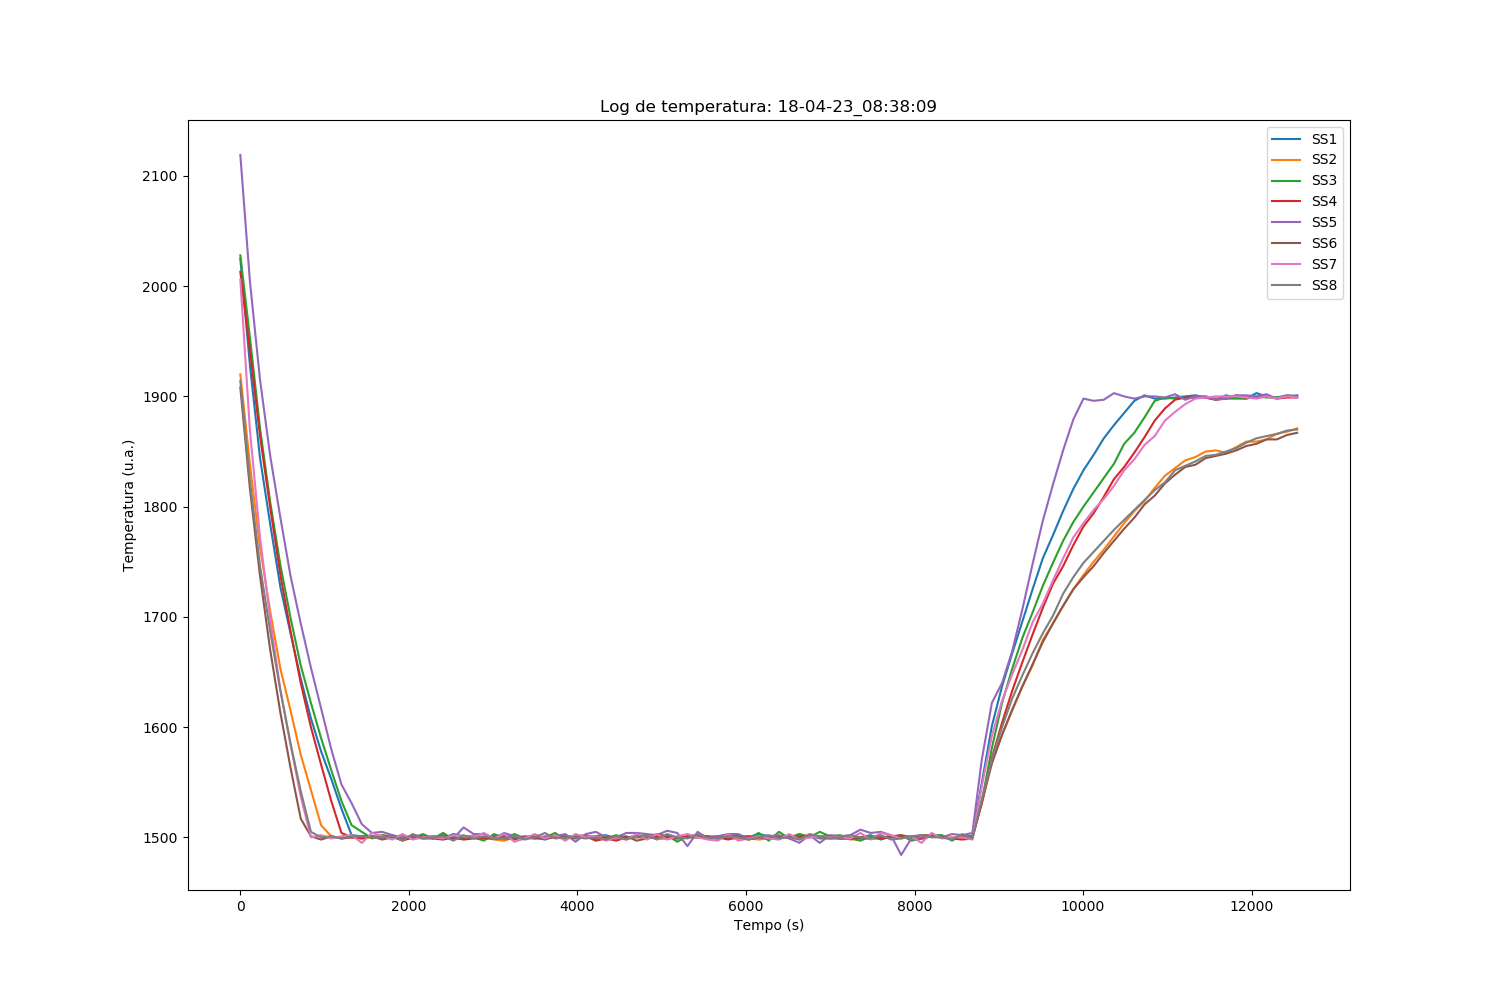 Log de temperatura: 18-04-23_08:38:09
SS1
SS2
SS3
SS4
SS5
SS6
SS7
SS8
2100
2000
1900
1800
1700
1600
1500
Temperatura (u.a.)
0 2000 4000 6000 8000 10000 12000
Tempo (s)